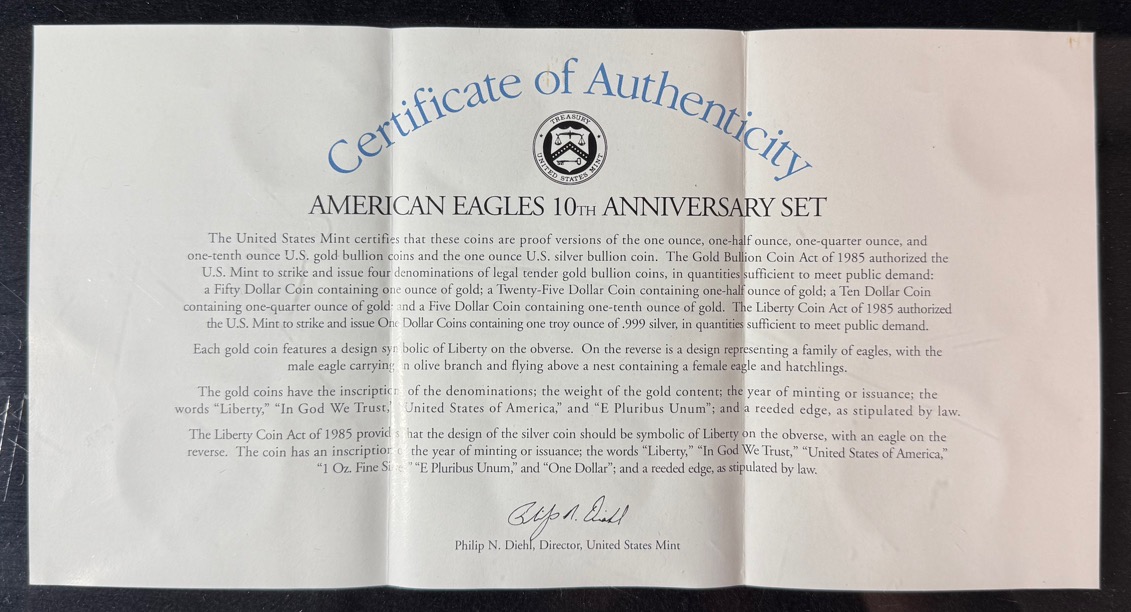 Certificate of Authenticity
TREASURY
UNITED STATES MINT
AMERICAN EAGLES 10TH ANNIVERSARY SET
The United States Mint certifies that these coins are proof versions of the one ounce, one-half ounce, one-quarter ounce, and
one-tenth ounce U.S. gold bullion coins and the one ounce U.S. silver bullion coin. The Gold Bullion Coin Act of 1985 authorized the
U.S. Mint to strike and issue four denominations of legal tender gold bullion coins, in quantities sufficient to meet public demand:
a Fifty Dollar Coin containing one ounce of gold; a Twenty-Five Dollar Coin containing one-half ounce of gold; a Ten Dollar Coin
containing one-quarter ounce of gold: and a Five Dollar Coin containing one-tenth ounce of gold. The Liberty Coin Act of 1985 authorized
the U.S. Mint to strike and issue One Dollar Coins containing one troy ounce of .999 silver, in quantities sufficient to meet public demand.
Each gold coin features a design symbolic of Liberty on the obverse. On the reverse is a design representing a family of eagles, with the
male eagle carrying an olive branch and flying above a nest containing a female eagle and hatchlings.
The gold coins have the inscription of the denominations; the weight of the gold content; the year of minting or issuance; the
words “Liberty,” “In God We Trust,” “United States of America,” and “E Pluribus Unum”; and a reeded edge, as stipulated by law.
The Liberty Coin Act of 1985 provides that the design of the silver coin should be symbolic of Liberty on the obverse, with an eagle on the
reverse. The coin has an inscription of the year of minting or issuance; the words “Liberty,” “In God We Trust,” “United States of America,”
“1 Oz. Fine Silver,” “E Pluribus Unum,” and “One Dollar”; and a reeded edge, as stipulated by law.
Philip N. Diehl
Philip N. Diehl, Director, United States Mint